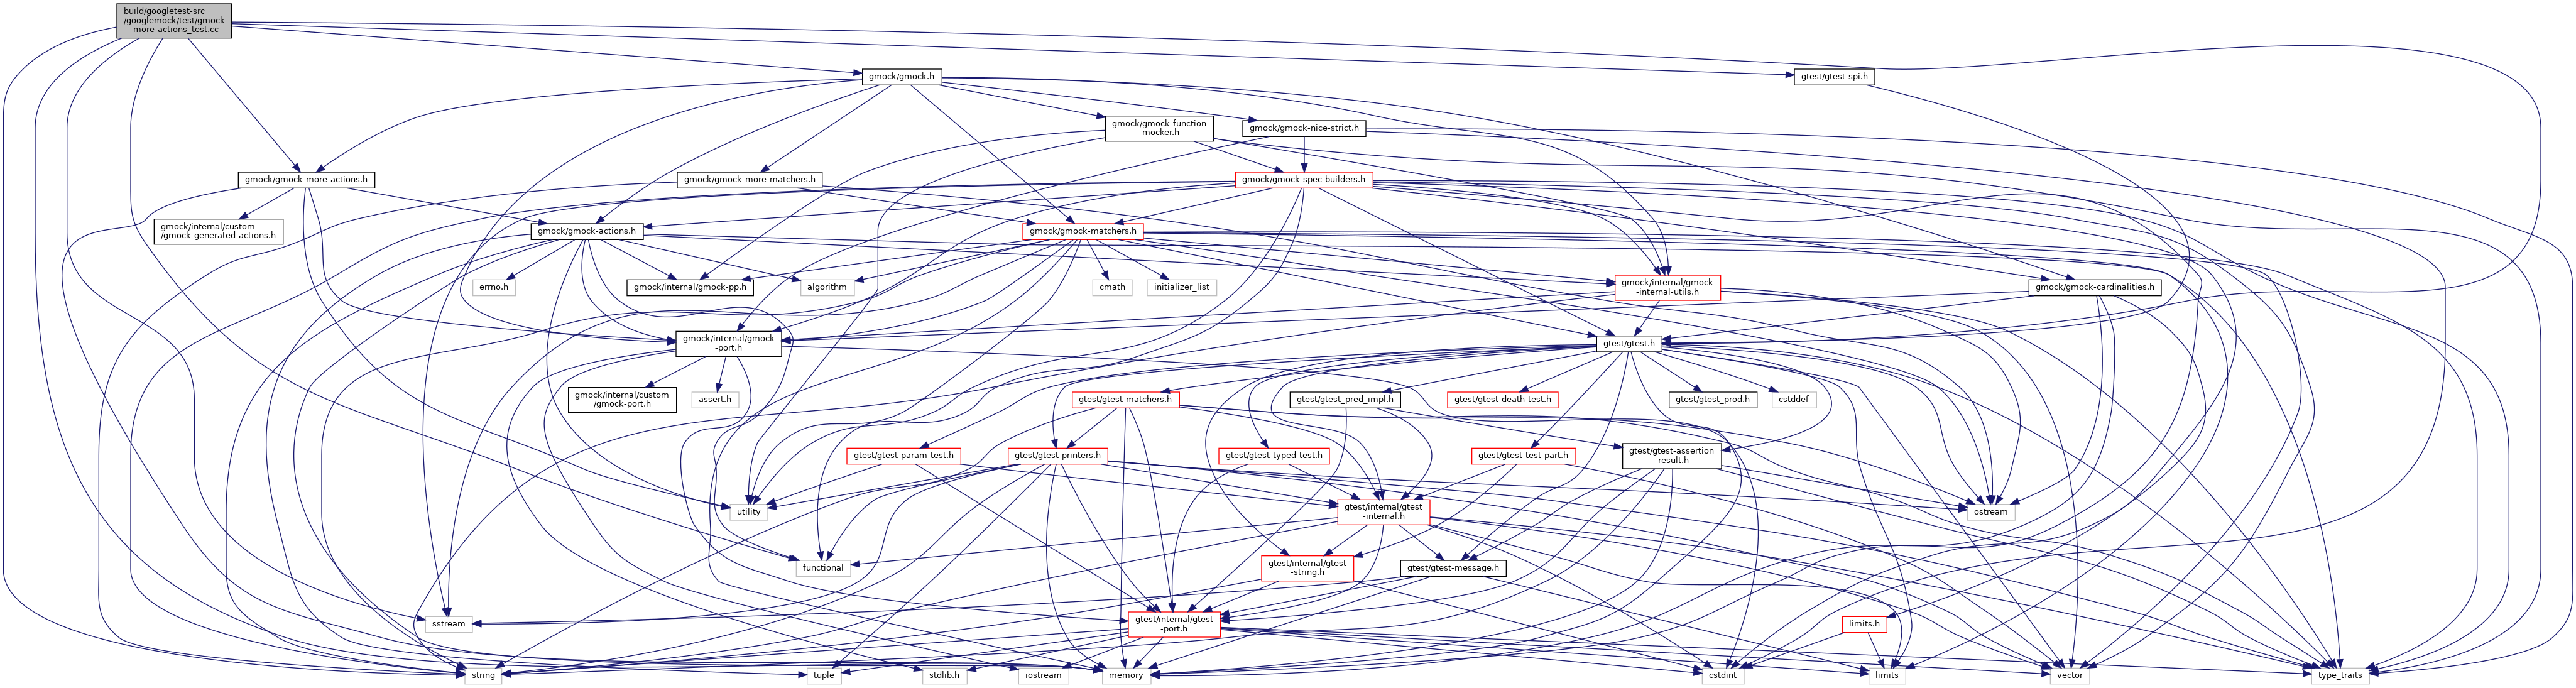 build/googletest-src
/googlemock/test/gmock
-more-actions_test.cc
gmock/gmock.h
gtest/gtest-spi.h
gmock/gmock-function
-mocker.h
gmock/gmock-nice-strict.h
gmock/gmock-more-actions.h
gmock/gmock-more-matchers.h
gmock/gmock-spec-builders.h
gmock/internal/custom
/gmock-generated-actions.h
gmock/gmock-actions.h
gmock/gmock-matchers.h
errno.h
gmock/internal/gmock-pp.h
algorithm
cmath
initializer_list
gmock/internal/gmock
-internal-utils.h
gmock/gmock-cardinalities.h
gmock/internal/gmock
-port.h
gtest/gtest.h
gmock/internal/custom
/gmock-port.h
assert.h
gtest/gtest-matchers.h
gtest/gtest_pred_impl.h
gtest/gtest-death-test.h
gtest/gtest_prod.h
cstddef
gtest/gtest-param-test.h
gtest/gtest-printers.h
gtest/gtest-typed-test.h
gtest/gtest-test-part.h
gtest/gtest-assertion
-result.h
utility
gtest/internal/gtest
-internal.h
ostream
functional
gtest/internal/gtest
-string.h
gtest/gtest-message.h
sstream
gtest/internal/gtest
-port.h
limits.h
string
tuple
stdlib.h
iostream
memory
cstdint
limits
vector
type_traits